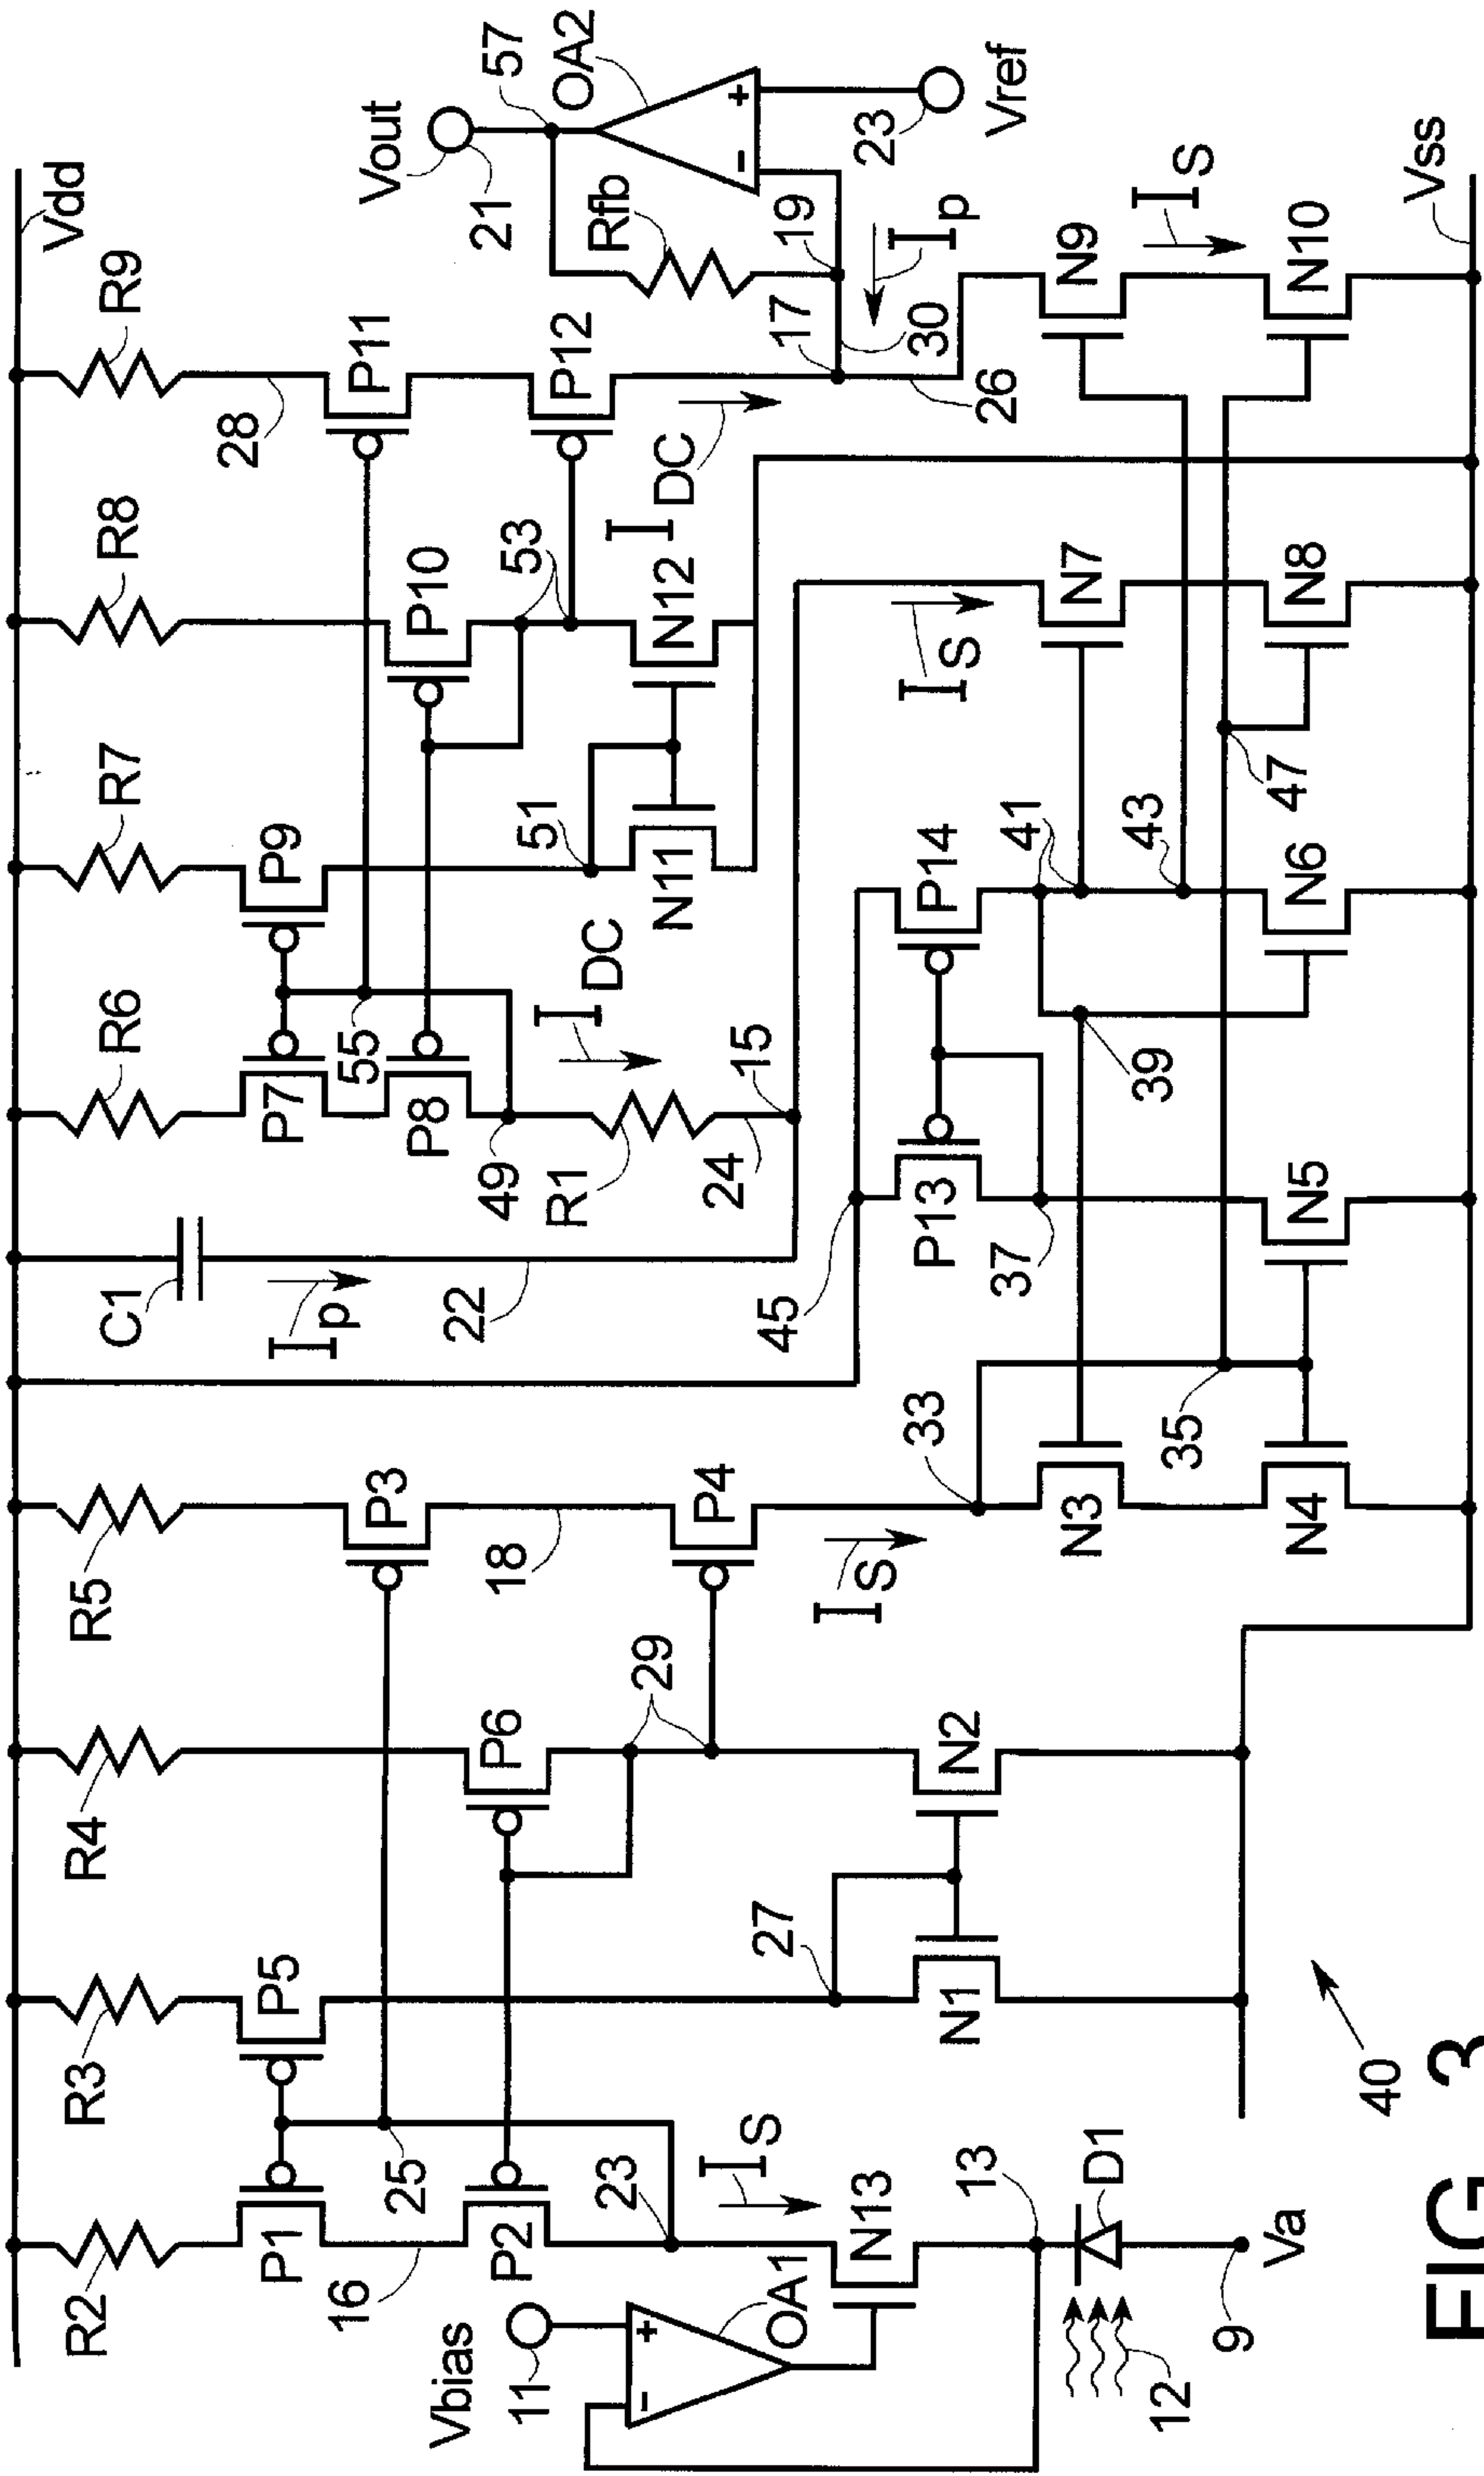 Vdd
R2
R3
R4
R5
C1
R6
R7
R8
R9
P1
P5
P3
P7
P9
P11
25
55
28
16
P2
P6
18
P8
P10
P12
Vout
21
57
OA2
Vbias
11
23
29
P4
Ip
22
49
R1
IDC
51
53
IDC
Rfb
+
-
17
19
23
Vref
IS
27
IS
33
45
24
15
N11
N12
Ip
30
26
+
-
OA1
N13
N1
N2
N3
P13
37
P14
41
43
IS
N7
N9
IS
13
D1
35
39
47
12
9
Va
N4
N5
N6
N8
N10
Vss
40
FIG. 3